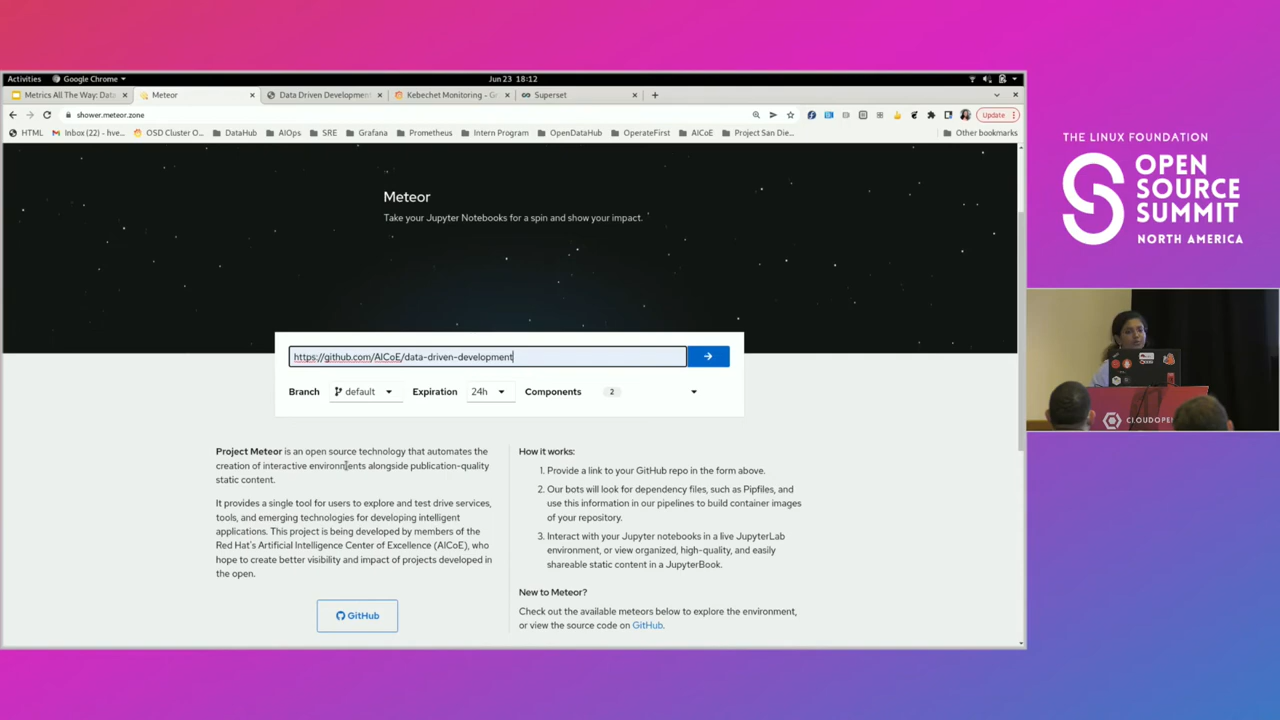 Activities
Google Chrome
Jun 23 18:12
Metrics All The Way: Data
Meteor
Data Driven Development
Kebechet Monitoring - Gr
Superset
shower.meteor.zone
Update
HTML
Inbox (22) - hve...
OSD Cluster O...
DataHub
AIOps
SRE
Grafana
Prometheus
Intern Program
OpenDataHub
OperateFirst
AICoE
Project San Die...
Other bookmarks
Meteor
Take your Jupyter Notebooks for a spin and show your impact.
https://github.com/AICoE/data-driven-development
Branch
default
Expiration
24h
Components
2
Project Meteor is an open source technology that automates the
creation of interactive environments alongside publication-quality
static content.
It provides a single tool for users to explore and test drive services,
tools, and emerging technologies for developing intelligent
applications. This project is being developed by members of the
Red Hat's Artificial Intelligence Center of Excellence (AICoE), who
hope to create better visibility and impact of projects developed in
the open.
GitHub
How it works:
1. Provide a link to your GitHub repo in the form above.
2. Our bots will look for dependency files, such as Pipfiles, and
use this information in our pipelines to build container images
of your repository.
3. Interact with your Jupyter notebooks in a live JupyterLab
environment, or view organized, high-quality, and easily
shareable static content in a JupyterBook.
New to Meteor?
Check out the available meteors below to explore the environment,
or view the source code on GitHub.
THE LINUX FOUNDATION
OPEN
SOURCE
SUMMIT
NORTH AMERICA
CLOUDOPEN